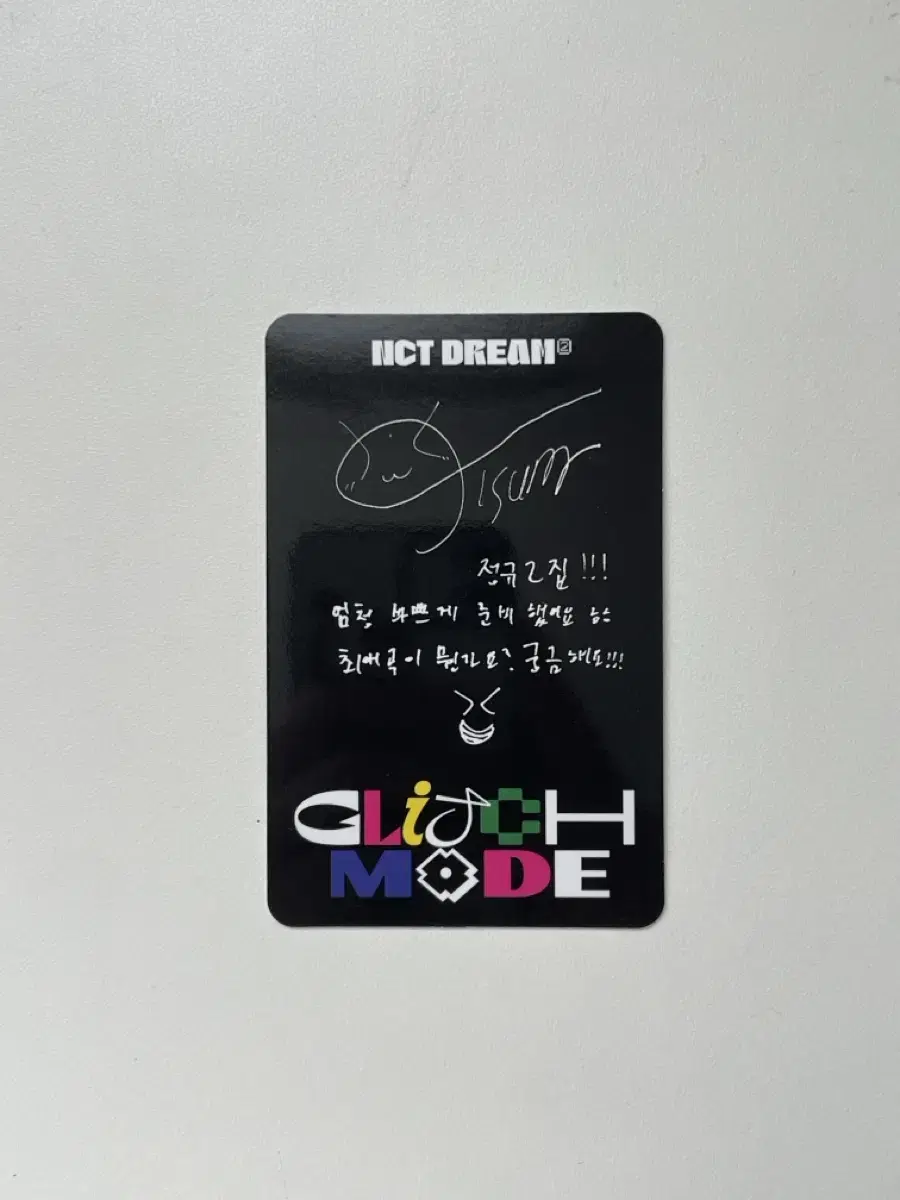 NCT DREAM②
Jisung
정규2집!!!
엄청 바쁘게 준비했어요 ㅎㅎ
최애곡이 뭔가요? 궁금해요!!!
GLiTCH
MODE